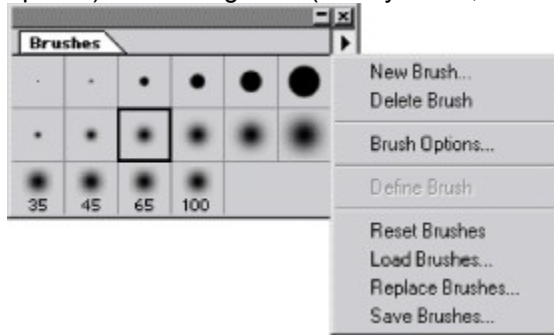 Brushes
35 45 65 100
New Brush...
Delete Brush
Brush Options...
Define Brush
Reset Brushes
Load Brushes...
Replace Brushes...
Save Brushes...